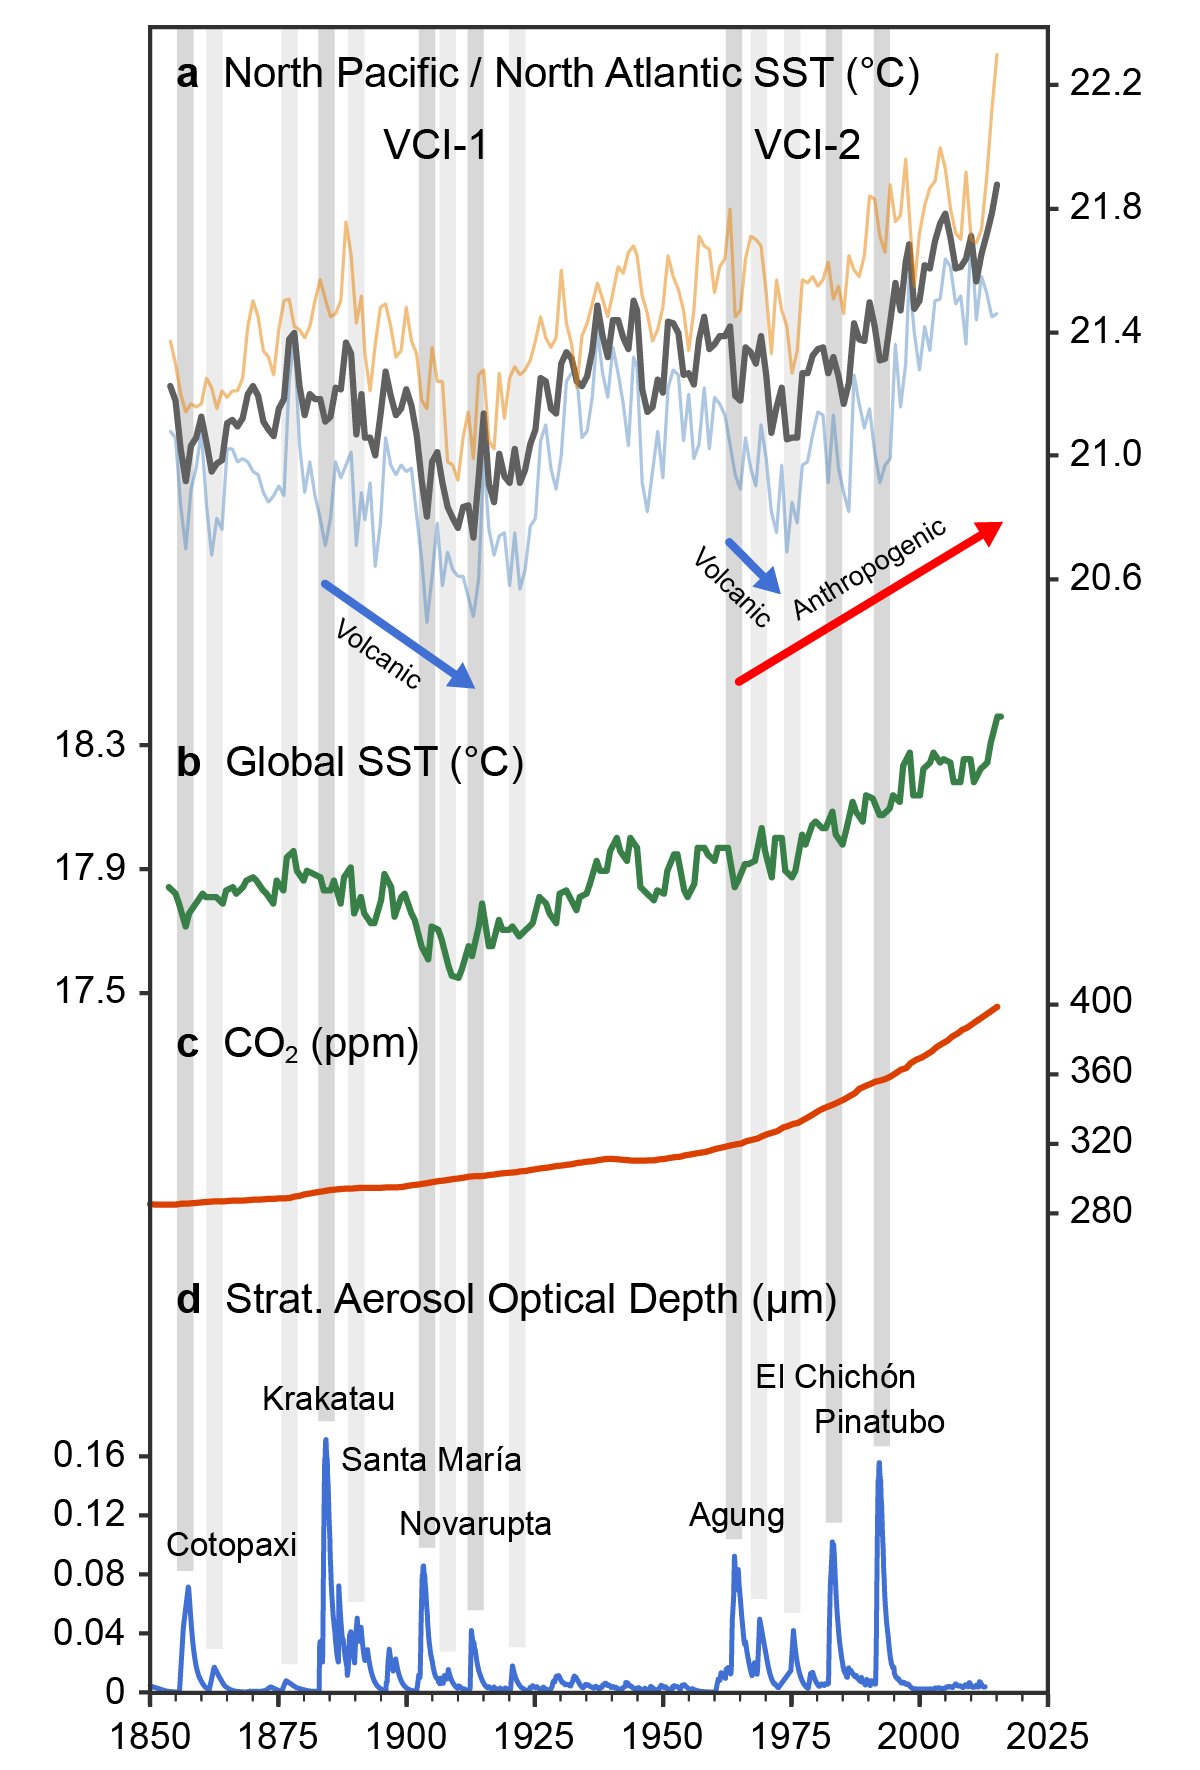 a North Pacific / North Atlantic SST (°C)
22.2
VCI-1
VCI-2
21.8
21.4
21.0
20.6
Volcanic
Volcanic
Anthropogenic
18.3
b Global SST (°C)
17.9
17.5
400
c CO₂ (ppm)
360
320
280
d Strat. Aerosol Optical Depth (μm)
El Chichón
Krakatau
Pinatubo
0.16
Santa María
0.12
Novarupta
Agung
Cotopaxi
0.08
0.04
0
1850 1875 1900 1925 1950 1975 2000 2025